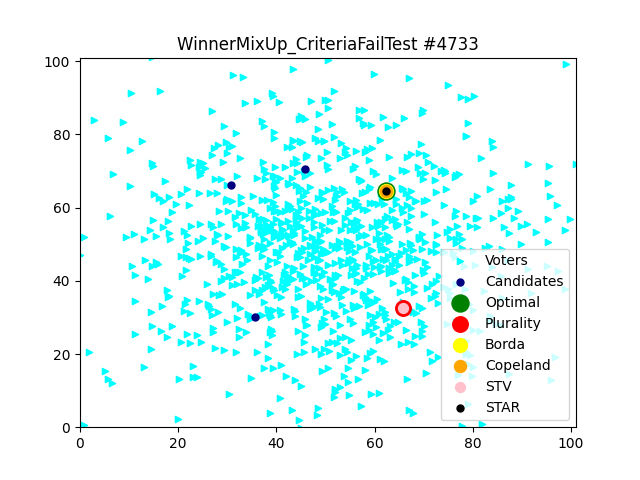 WinnerMixUp_CriteriaFailTest #4733
100
80
60
40
20
0
0
20
40
60
80
100
Voters
Candidates
Optimal
Plurality
Borda
Copeland
STV
STAR